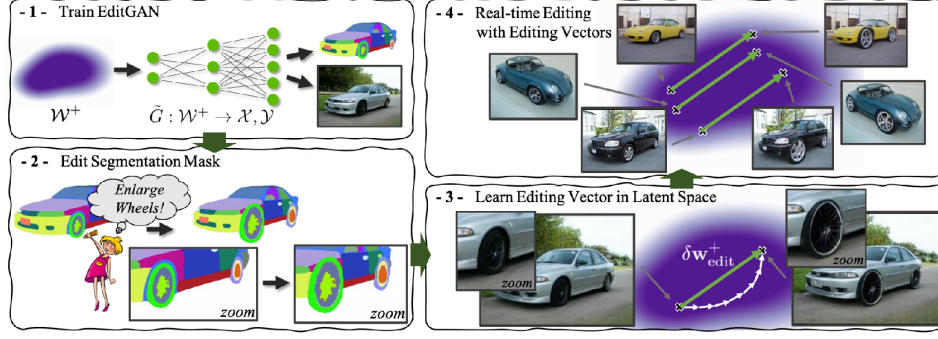 - 1 - Train EditGAN
𝒲⁺
G̃ : 𝒲⁺ → 𝒳, 𝒴
- 2 - Edit Segmentation Mask
Enlarge
Wheels!
zoom
zoom
- 3 - Learn Editing Vector in Latent Space
zoom
δw⁺edit
zoom
- 4 - Real-time Editing
with Editing Vectors